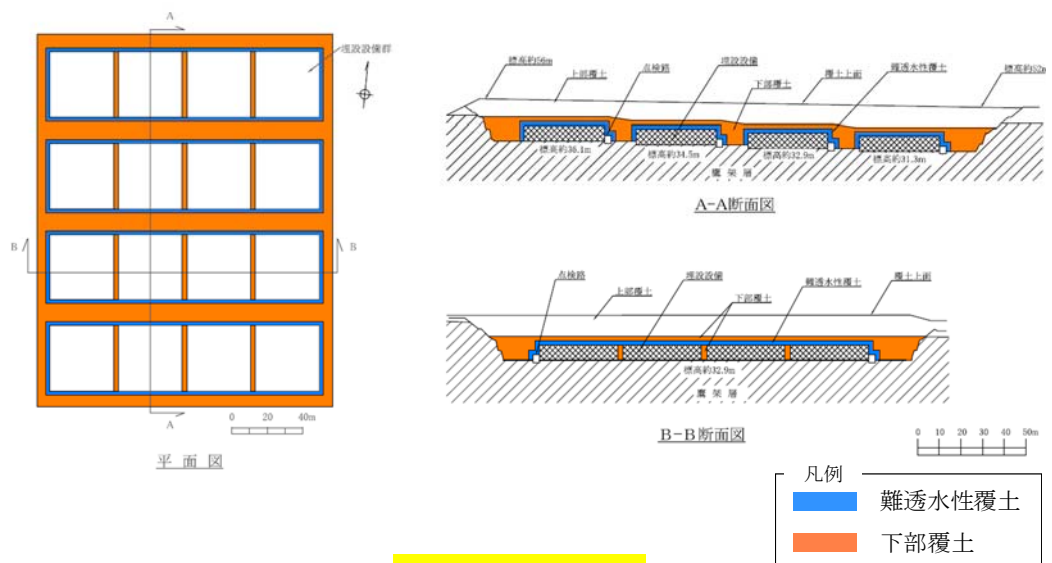 A
埋設設備群
B
B
A
0 20 40m
平面図
標高約56m
上部覆土
点検路
埋設設備
下部覆土
覆土上面
難透水性覆土
標高約52m
標高約36.1m
標高約34.5m
標高約32.9m
標高約31.3m
鷹架層
A-A断面図
点検路
上部覆土
埋設設備
下部覆土
難透水性覆土
覆土上面
標高約32.9m
鷹架層
B-B断面図
0 10 20 30 40 50m
凡例
難透水性覆土
下部覆土